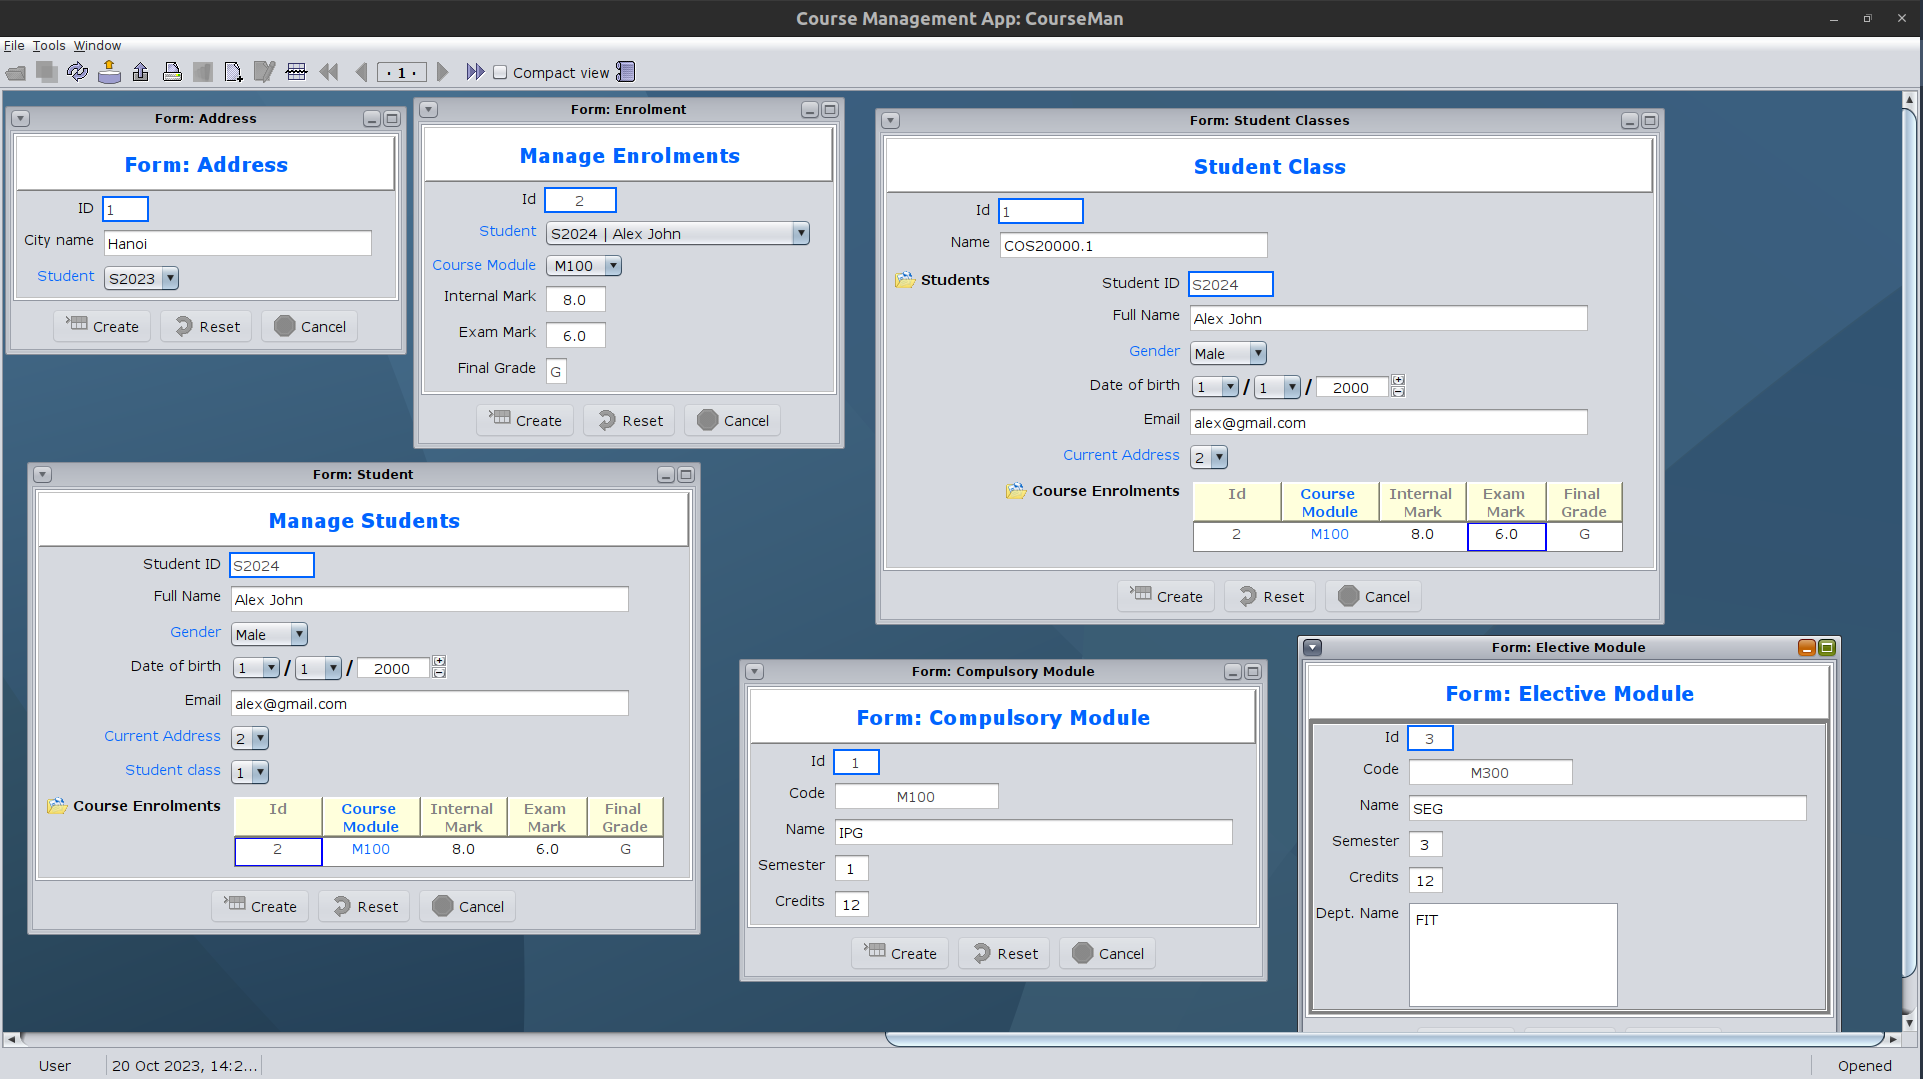 Course Management App: CourseMan
File Tools Window
· 1 · Compact view
Form: Address
Form: Address
ID 1
City name Hanoi
Student S2023
Create Reset Cancel
Form: Enrolment
Manage Enrolments
Id 2
Student S2024 | Alex John
Course Module M100
Internal Mark 8.0
Exam Mark 6.0
Final Grade G
Create Reset Cancel
Form: Student Classes
Student Class
Id 1
Name COS20000.1
Students
Student ID S2024
Full Name Alex John
Gender Male
Date of birth 1 / 1 / 2000
Email alex@gmail.com
Current Address 2
Course Enrolments
Id Course Module Internal Mark Exam Mark Final Grade
2 M100 8.0 6.0 G
Create Reset Cancel
Form: Student
Manage Students
Student ID S2024
Full Name Alex John
Gender Male
Date of birth 1 / 1 / 2000
Email alex@gmail.com
Current Address 2
Student class 1
Course Enrolments
Id Course Module Internal Mark Exam Mark Final Grade
2 M100 8.0 6.0 G
Create Reset Cancel
Form: Compulsory Module
Form: Compulsory Module
Id 1
Code M100
Name IPG
Semester 1
Credits 12
Create Reset Cancel
Form: Elective Module
Form: Elective Module
Id 3
Code M300
Name SEG
Semester 3
Credits 12
Dept. Name FIT
User 20 Oct 2023, 14:2... Opened